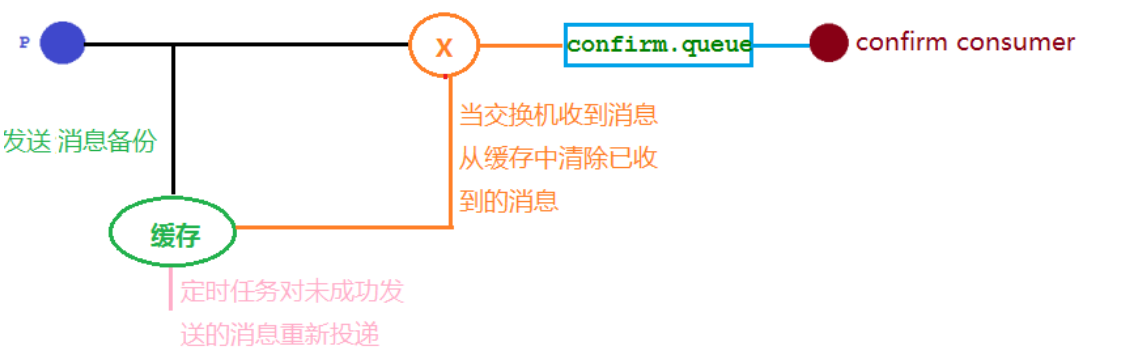 P
X
confirm.queue
confirm consumer
发送 消息备份
当交换机收到消息
从缓存中清除已收
到的消息
缓存
定时任务对未成功发
送的消息重新投递